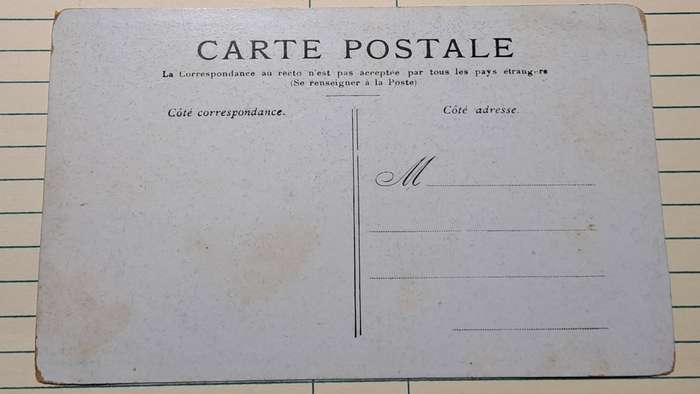 CARTE POSTALE
La Correspondance au recto n'est pas acceptée par tous les pays étrangers
(Se renseigner à la Poste)
Côté correspondance.
Côté adresse.
M